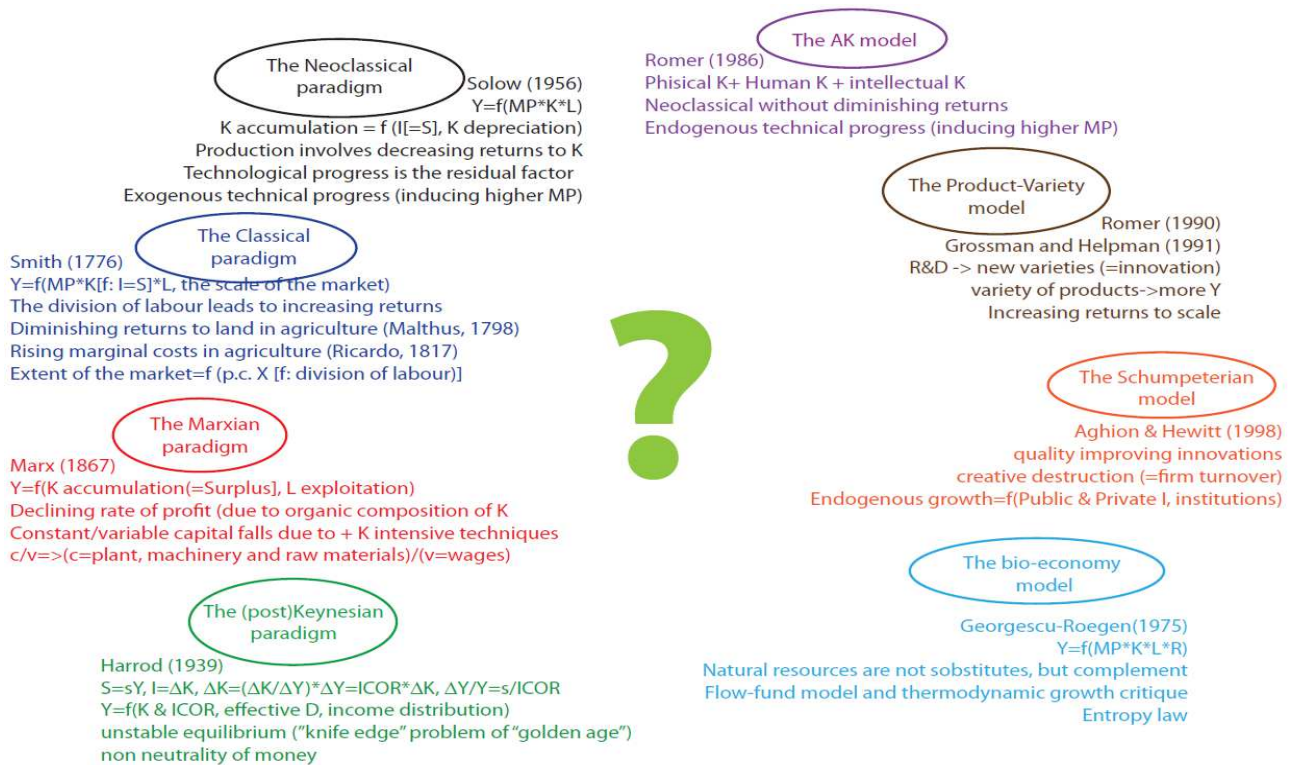 The Neoclassical
paradigm
Solow (1956)
Y=f(MP*K*L)
K accumulation = f (I[=S], K depreciation)
Production involves decreasing returns to K
Technological progress is the residual factor
Exogenous technical progress (inducing higher MP)
The Classical
paradigm
Smith (1776)
Y=f(MP*K[f: I=S]*L, the scale of the market)
The division of labour leads to increasing returns
Diminishing returns to land in agriculture (Malthus, 1798)
Rising marginal costs in agriculture (Ricardo, 1817)
Extent of the market=f (p.c. X [f: division of labour)]
The Marxian
paradigm
Marx (1867)
Y=f(K accumulation(=Surplus], L exploitation)
Declining rate of profit (due to organic composition of K
Constant/variable capital falls due to + K intensive techniques
c/v=>(c=plant, machinery and raw materials)/(v=wages)
The (post)Keynesian
paradigm
Harrod (1939)
S=sY, I=ΔK, ΔK=(ΔK/ΔY)*ΔY=ICOR*ΔK, ΔY/Y=s/ICOR
Y=f(K & ICOR, effective D, income distribution)
unstable equilibrium ("knife edge" problem of "golden age")
non neutrality of money
?
The AK model
Romer (1986)
Phisical K+ Human K + intellectual K
Neoclassical without diminishing returns
Endogenous technical progress (inducing higher MP)
The Product-Variety
model
Romer (1990)
Grossman and Helpman (1991)
R&D -> new varieties (=innovation)
variety of products->more Y
Increasing returns to scale
The Schumpeterian
model
Aghion & Hewitt (1998)
quality improving innovations
creative destruction (=firm turnover)
Endogenous growth=f(Public & Private I, institutions)
The bio-economy
model
Georgescu-Roegen(1975)
Y=f(MP*K*L*R)
Natural resources are not sobstitutes, but complement
Flow-fund model and thermodynamic growth critique
Entropy law